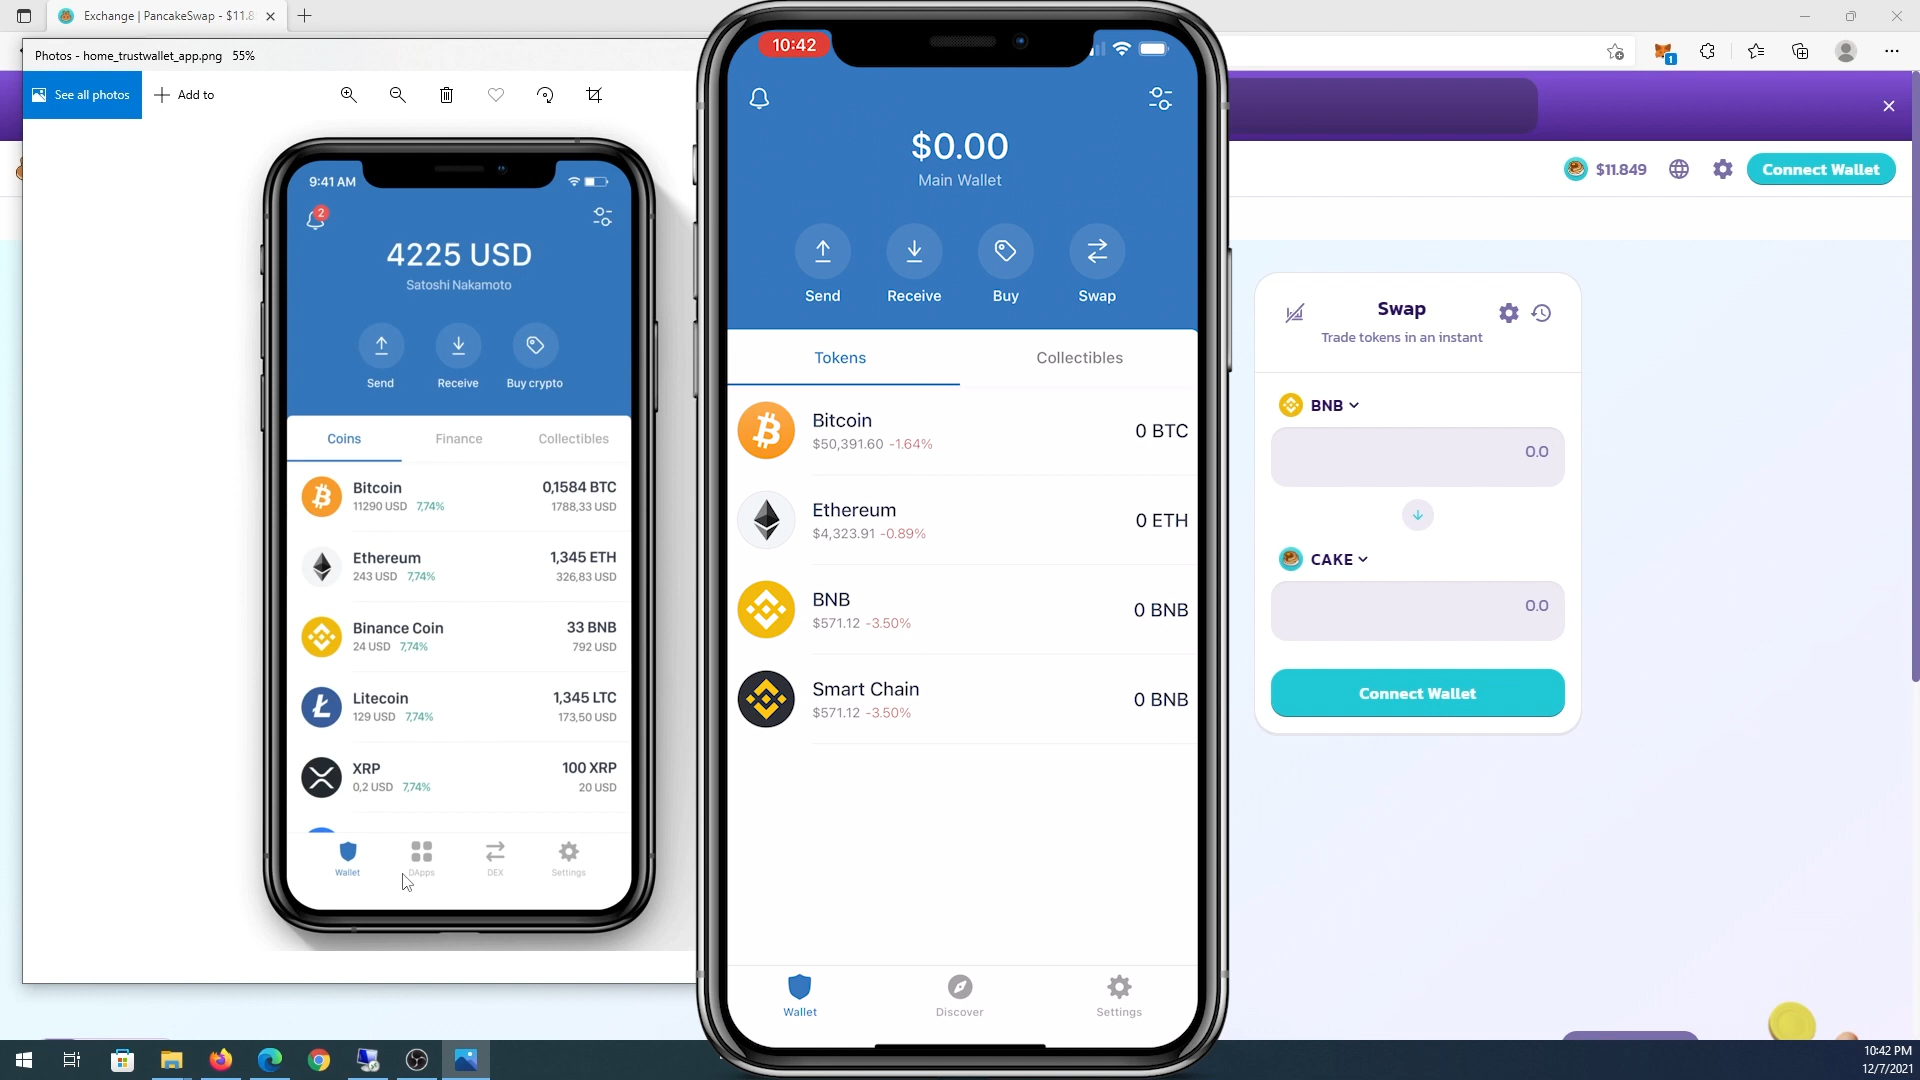 Exchange | PancakeSwap - $11.8
Photos - home_trustwallet_app.png 55%
See all photos
Add to
1
$11.849
Connect Wallet
9:41 AM
2
4225 USD
Satoshi Nakamoto
Send
Receive
Buy crypto
Coins
Finance
Collectibles
Bitcoin
0,1584 BTC
11290 USD 7,74%
1788,33 USD
Ethereum
1,345 ETH
243 USD 7,74%
326,83 USD
Binance Coin
33 BNB
24 USD 7,74%
792 USD
Litecoin
1,345 LTC
129 USD 7,74%
173,50 USD
XRP
100 XRP
0,2 USD 7,74%
20 USD
Wallet
DApps
DEX
Settings
10:42
$0.00
Main Wallet
Send
Receive
Buy
Swap
Tokens
Collectibles
Bitcoin
$50,391.60 -1.64%
0 BTC
Ethereum
$4,323.91 -0.89%
0 ETH
BNB
$571.12 -3.50%
0 BNB
Smart Chain
$571.12 -3.50%
0 BNB
Wallet
Discover
Settings
Swap
Trade tokens in an instant
BNB
0.0
CAKE
0.0
Connect Wallet
10:42 PM
12/7/2021